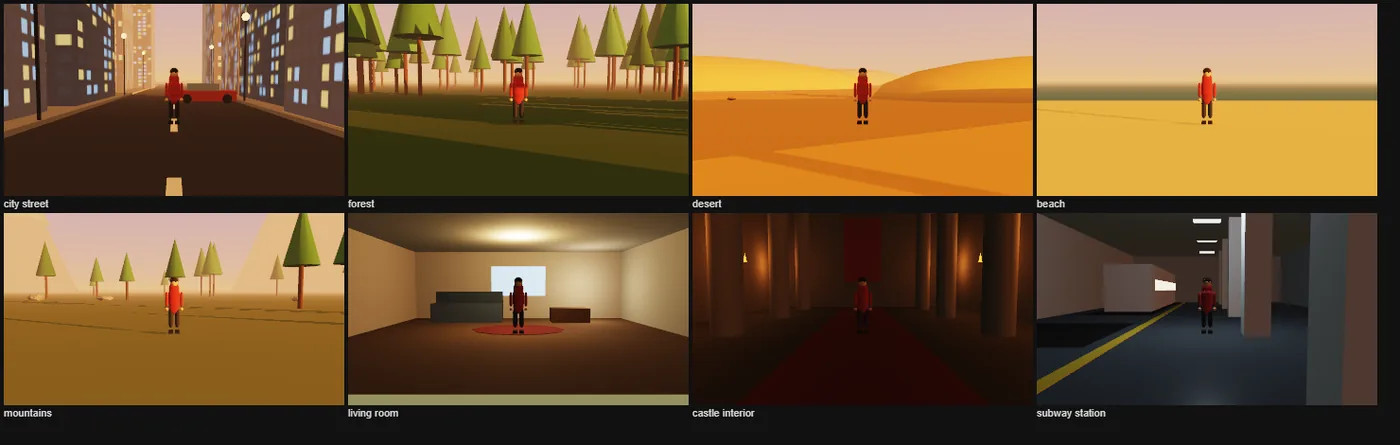 city street
forest
desert
beach
mountains
living room
castle interior
subway station